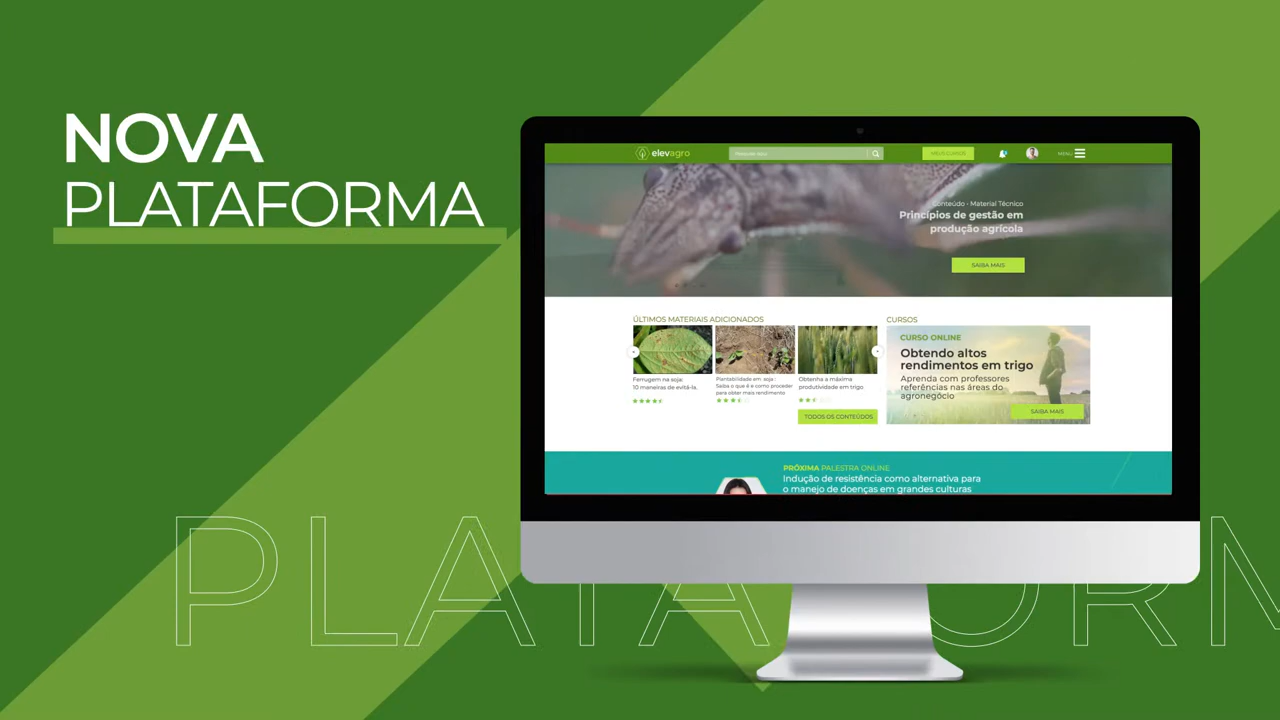 NOVA
PLATAFORMA
elevagro
MENU
Conteúdo - Material Técnico
Princípios de gestão em
produção agrícola
SAIBA MAIS
ÚLTIMOS MATERIAIS ADICIONADOS
Ferrugem na soja:
10 maneiras de evitá-la.
Plantabilidade em soja :
Saiba o que é e como proceder
para obter mais rendimento
Obtenha a máxima
produtividade em trigo
TODOS OS CONTEÚDOS
CURSOS
CURSO ONLINE
Obtendo altos
rendimentos em trigo
Aprenda com professores
referências nas áreas do
agronegócio
SAIBA MAIS
PRÓXIMA PALESTRA ONLINE
Indução de resistência como alternativa para
o manejo de doenças em grandes culturas
PLATAFORM